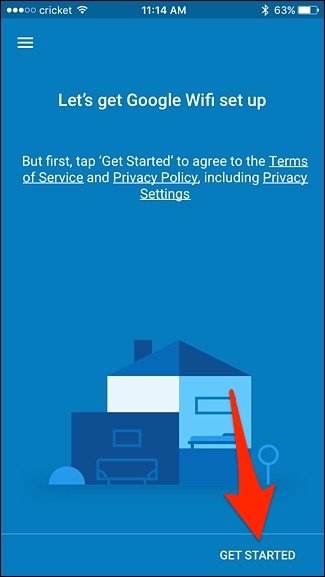 cricket 11:14 AM 63%
Let's get Google Wifi set up
But first, tap ‘Get Started‘ to agree to the Terms
of Service and Privacy Policy, including Privacy
Settings
GET STARTED